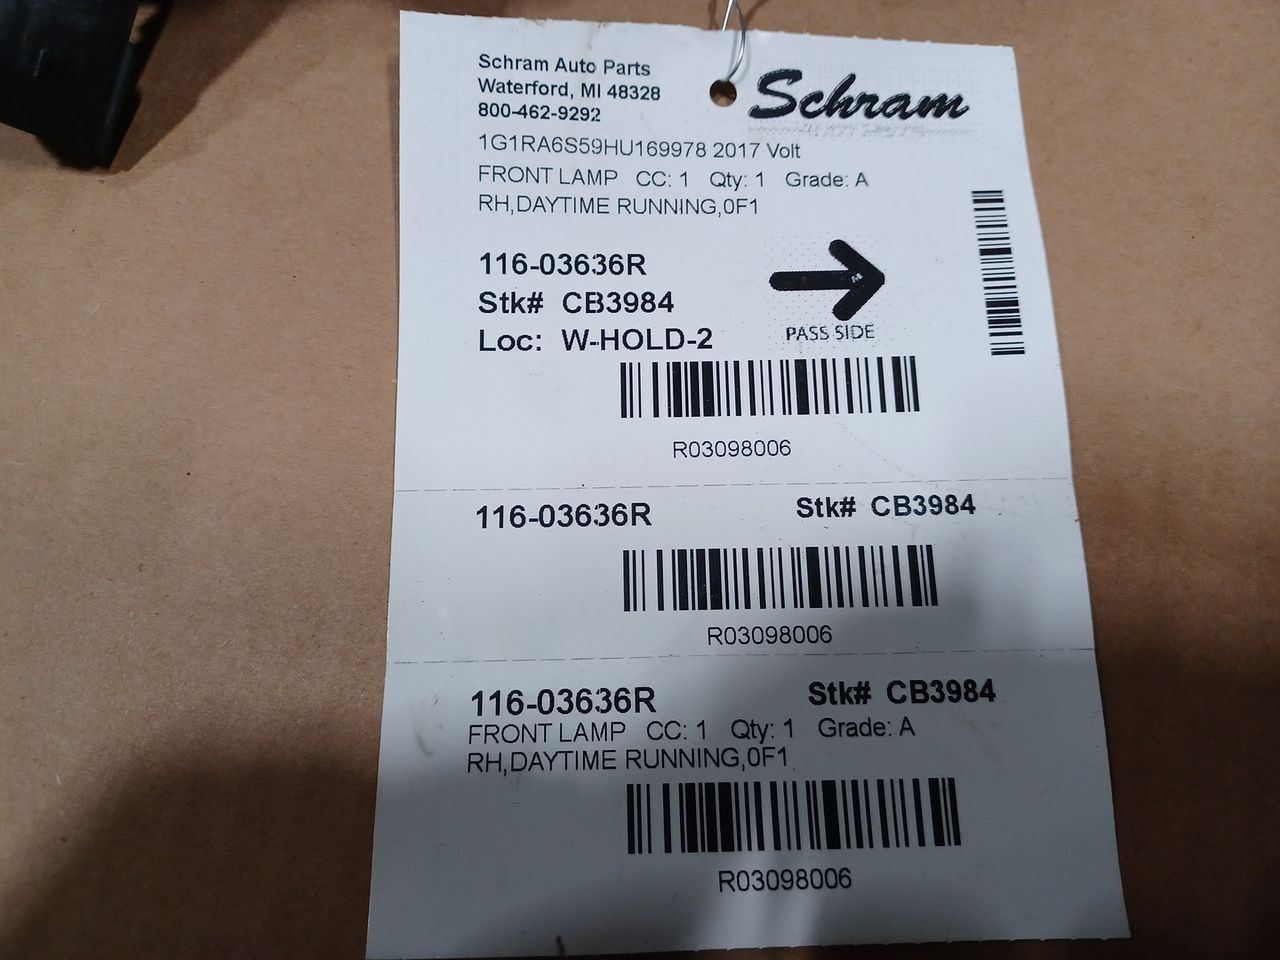 Schram Auto Parts
Waterford, MI 48328
800-462-9292
Schram
1G1RA6S59HU169978 2017 Volt
FRONT LAMP CC: 1 Qty: 1 Grade: A
RH,DAYTIME RUNNING,0F1
116-03636R
Stk# CB3984
Loc: W-HOLD-2
PASS SIDE
R03098006
116-03636R Stk# CB3984
R03098006
116-03636R Stk# CB3984
FRONT LAMP CC: 1 Qty: 1 Grade: A
RH,DAYTIME RUNNING,0F1
R03098006